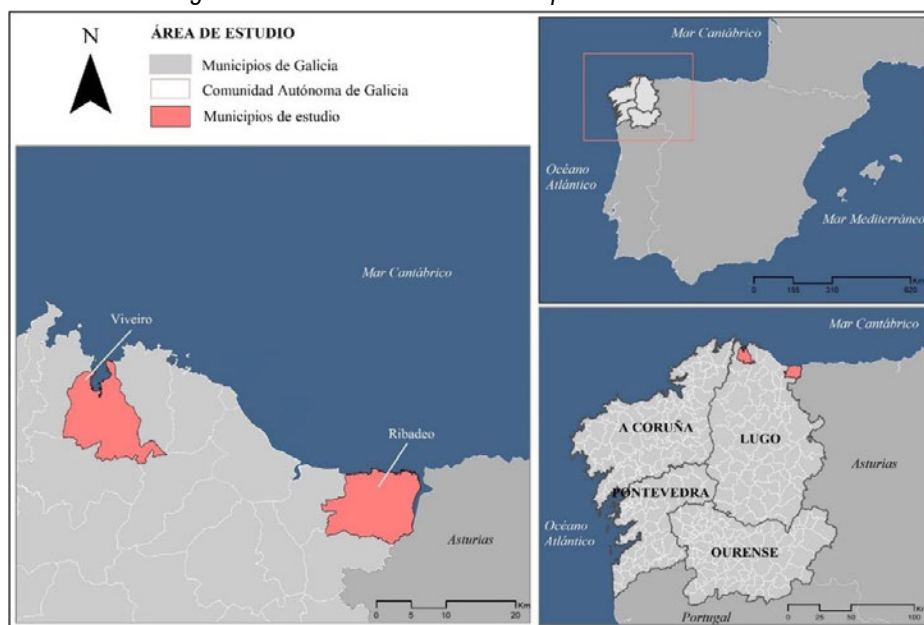 N
ÁREA DE ESTUDIO
Municipios de Galicia
Comunidad Autónoma de Galicia
Municipios de estudio
Mar Cantábrico
Viveiro
Ribadeo
Asturias
Km
0 5 10 20
Mar Cantábrico
Océano
Atlántico
Mar Mediterráneo
Km
0 155 310 620
Mar Cantábrico
A CORUÑA
LUGO
Asturias
PONTEVEDRA
Océano
Atlántico
OURENSE
Portugal
Km
0 25 50 100